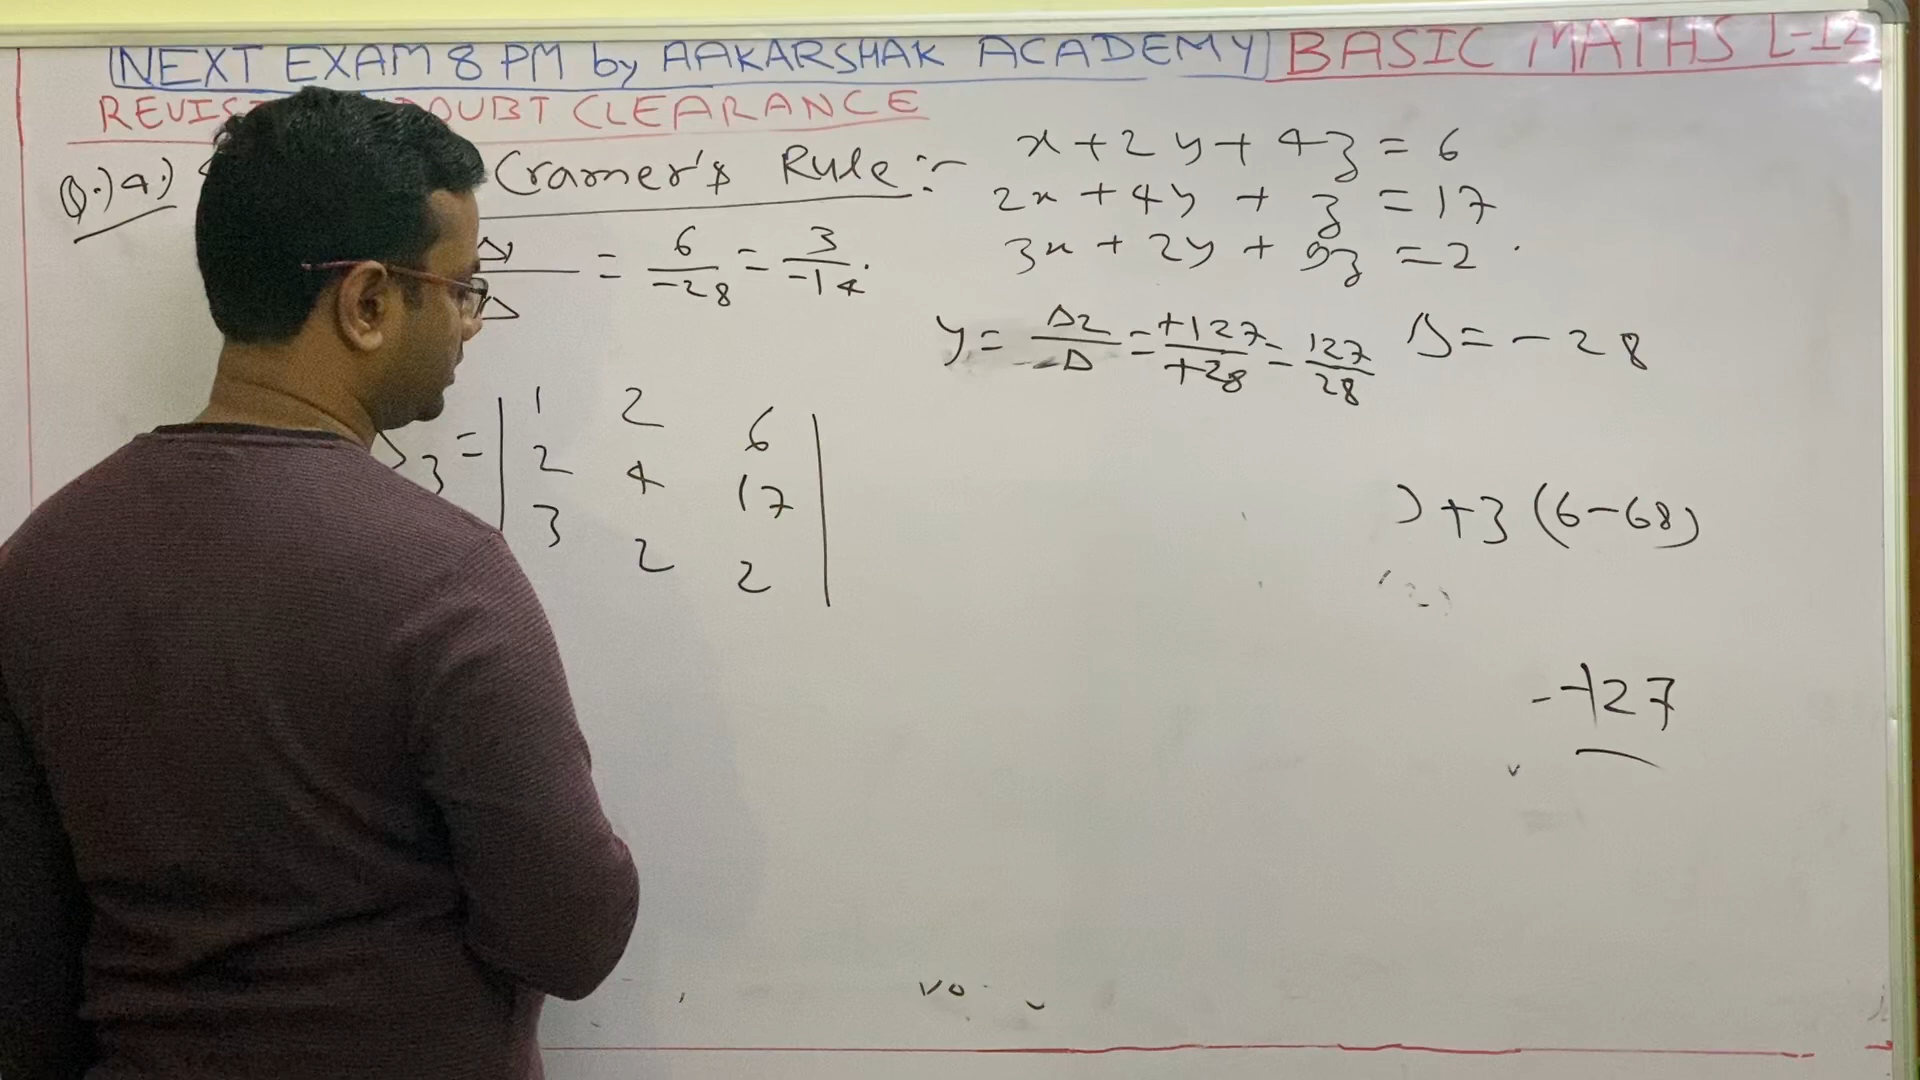 NEXT EXAM 8 PM by AAKARSHAK ACADEMY BASIC MATHS L-12
DOUBT CLEARANCE
Q.) 4.) Cramer's Rule :-
x + 2y + 4z = 6
2x + 4y + z = 17
3x + 2y + 9z = 2
= 6/-28 = 3/-14.
y = Δ2/Δ = +127/+28 = 127/28
Δ = -28
3 = | 1 2 6 |
2 4 17
3 2 2
) + 3 (6 - 68)
-127